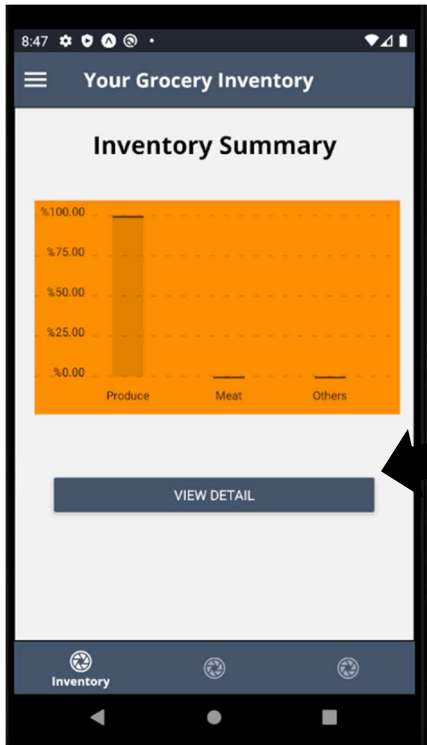 8:47
Your Grocery Inventory
Inventory Summary
%100.00
%75.00
%50.00
%25.00
%0.00
Produce Meat Others
VIEW DETAIL
Inventory